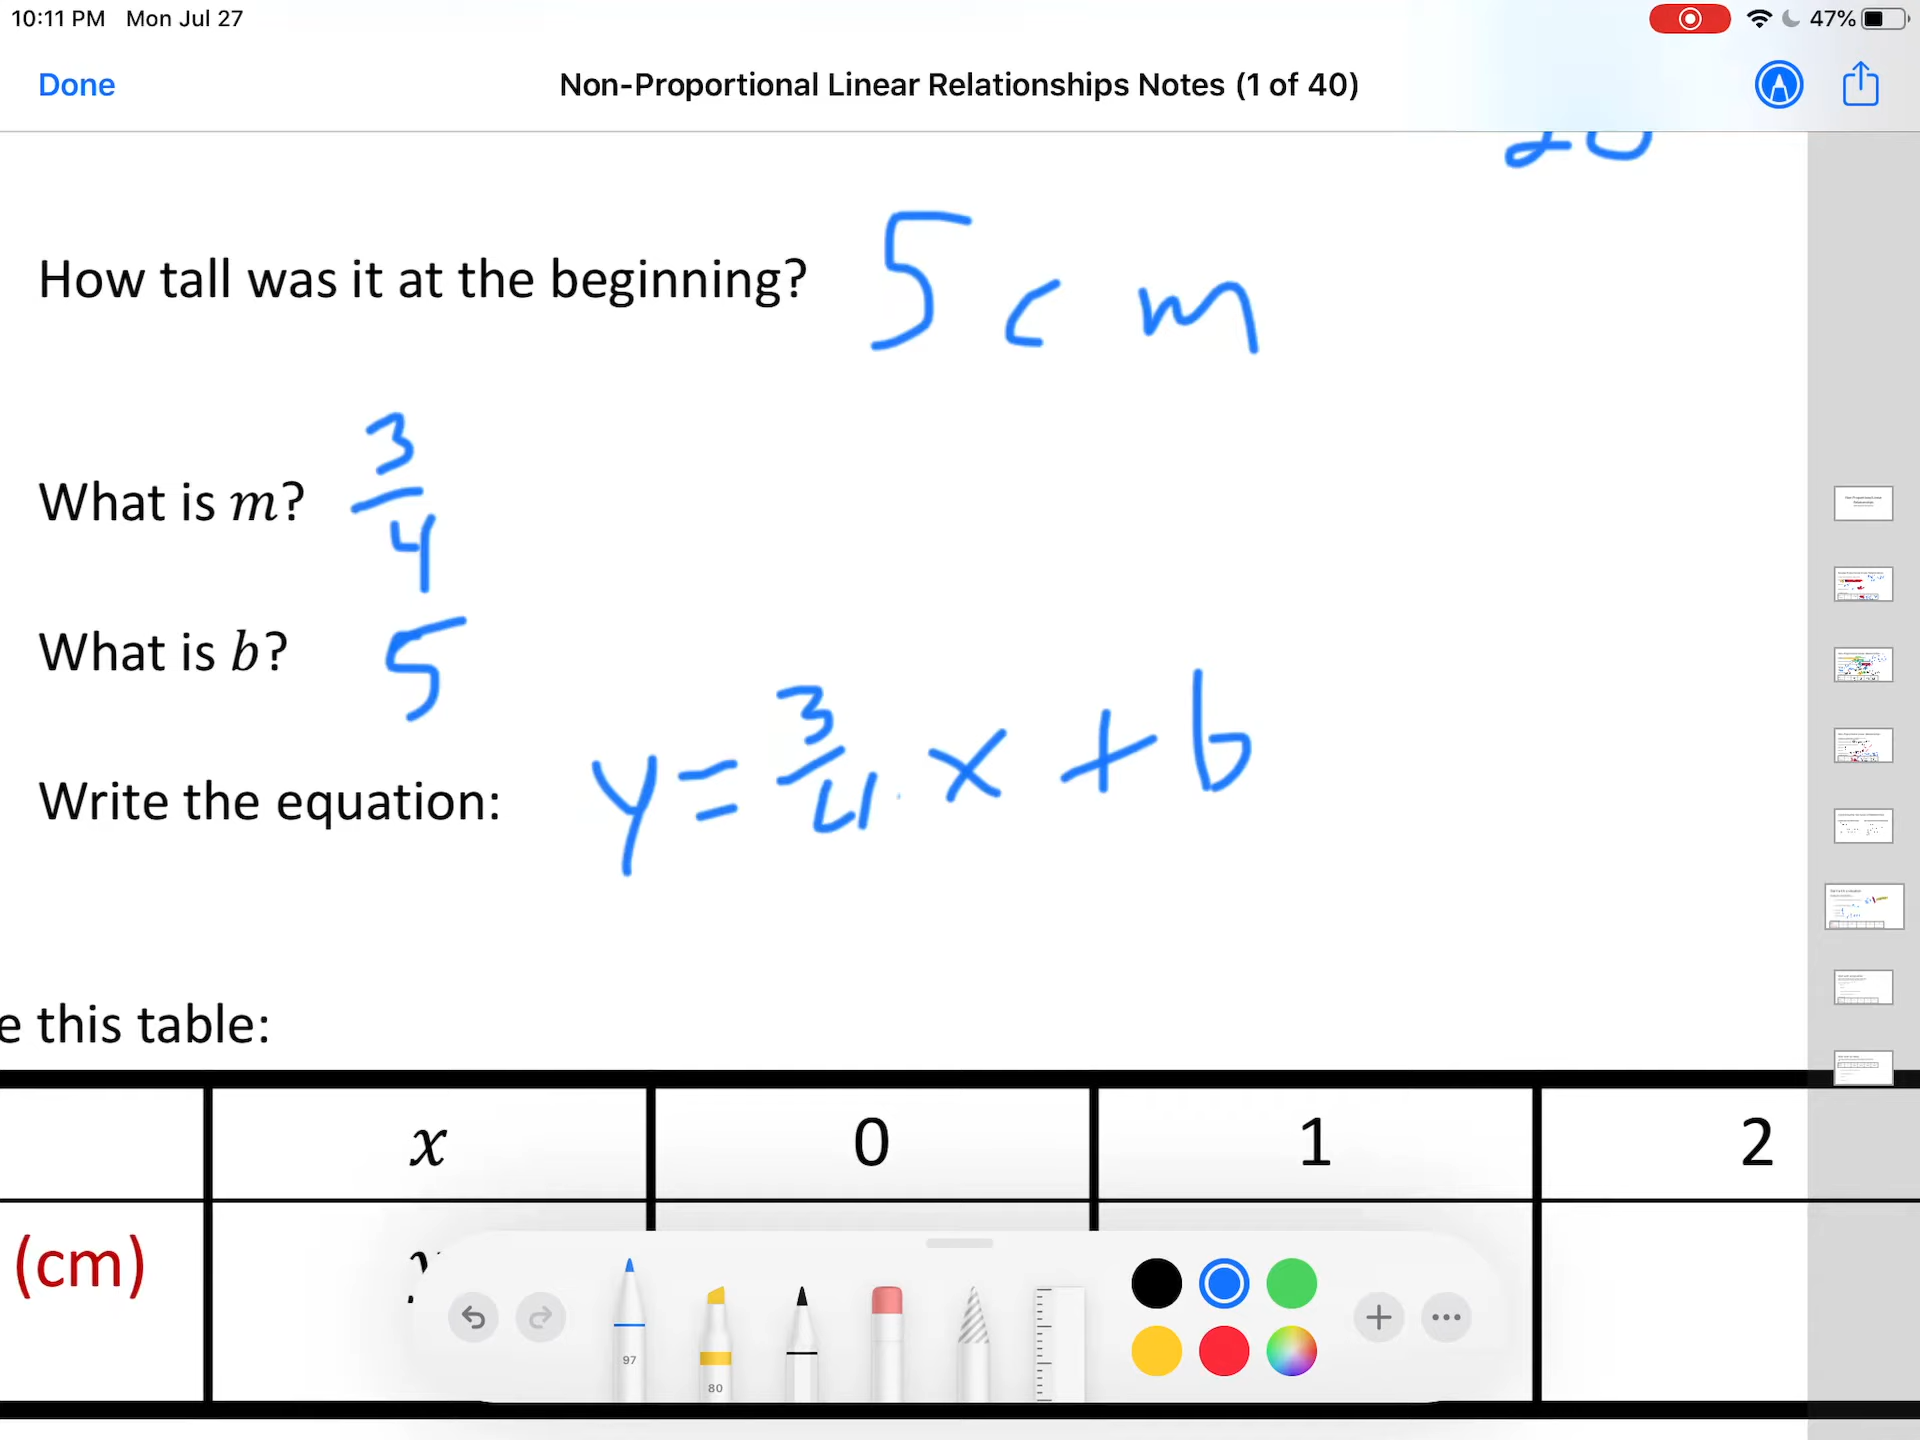 10:11 PM Mon Jul 27 47%
Done Non-Proportional Linear Relationships Notes (1 of 40)
How tall was it at the beginning? 5 cm
What is m? 3/4
What is b? 5
Write the equation: y = 3/4 · x + b
e this table:
x 0 1 2
(cm)
97
80